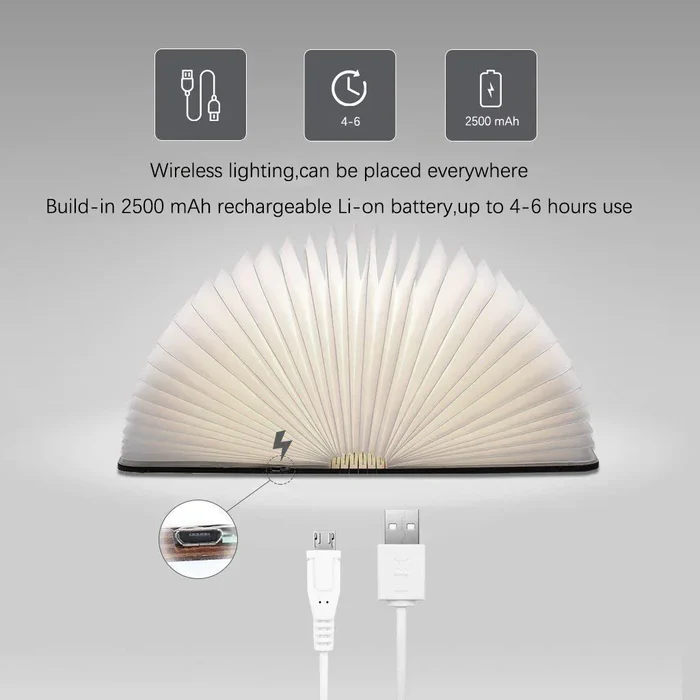 4-6
2500 mAh
Wireless lighting,can be placed everywhere
Build-in 2500 mAh rechargeable Li-on battery,up to 4-6 hours use